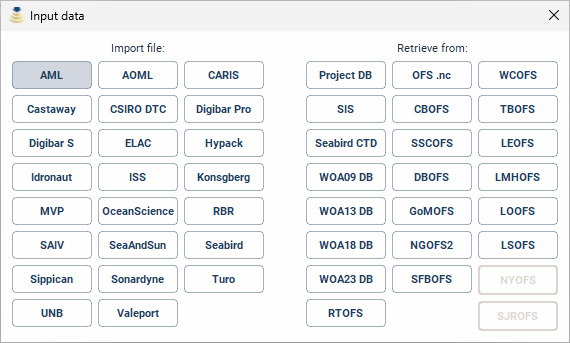 Input data
Import file:
Retrieve from:
AML AOML CARIS
Castaway CSIRO DTC Digibar Pro
Digibar S ELAC Hypack
Idronaut ISS Konsgberg
MVP OceanScience RBR
SAIV SeaAndSun Seabird
Sippican Sonardyne Turo
UNB Valeport
Project DB OFS .nc WCOFS
SIS CBOFS TBOFS
Seabird CTD SSCOFS LEOFS
WOA09 DB DBOFS LMHOFS
WOA13 DB GoMOFS LOOFS
WOA18 DB NGOFS2 LSOFS
WOA23 DB SFBOFS NYOFS
RTOFS SJROFS